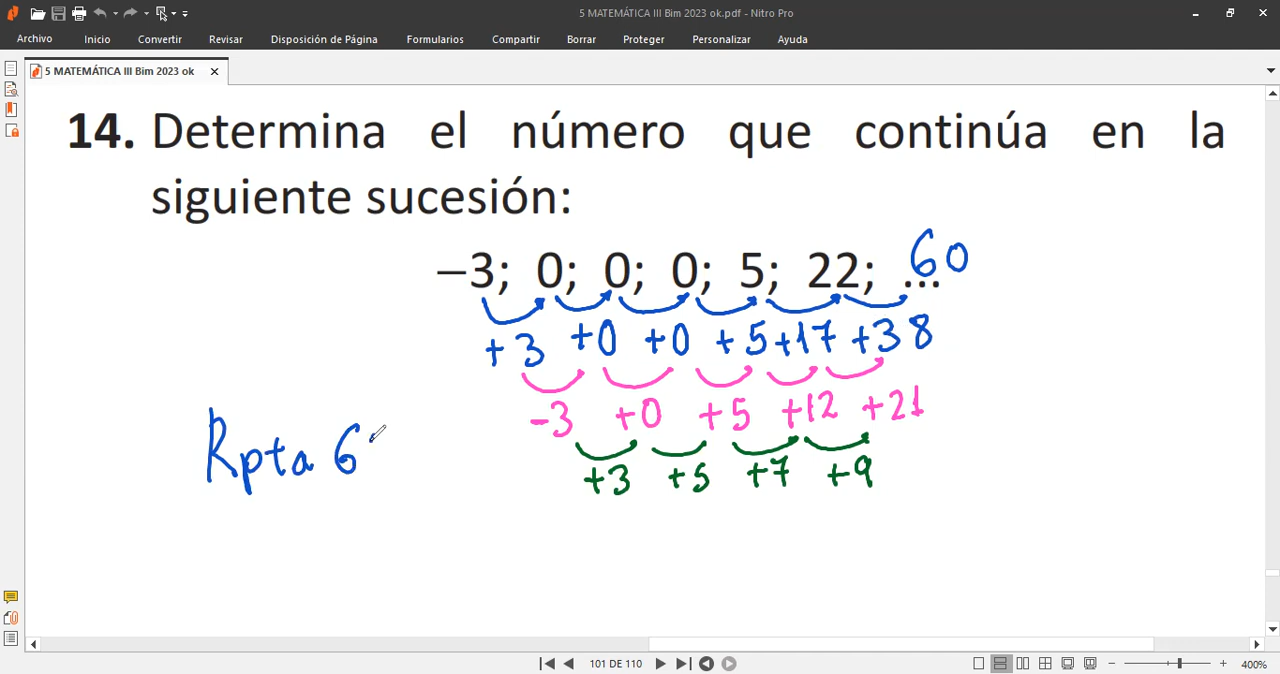 5 MATEMÁTICA III Bim 2023 ok.pdf - Nitro Pro
Archivo Inicio Convertir Revisar Disposición de Página Formularios Compartir Borrar Proteger Personalizar Ayuda
5 MATEMÁTICA III Bim 2023 ok
14. Determina el número que continúa en la
siguiente sucesión:
−3; 0; 0; 0; 5; 22; ... 60
+3 +0 +0 +5 +17 +38
-3 +0 +5 +12 +21
Rpta 6
+3 +5 +7 +9
101 DE 110
400%